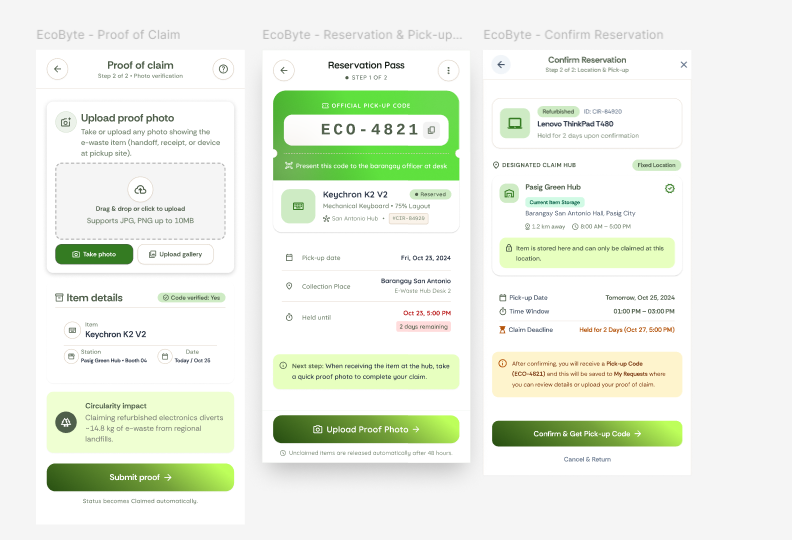 EcoByte - Proof of Claim
Proof of claim
Step 2 of 2 • Photo verification
Upload proof photo
Take or upload any photo showing the
e-waste item (handoff, receipt, or device
at pickup site).
Drag & drop or click to upload
Supports JPG, PNG up to 10MB
Take photo
Upload gallery
Item details
Code verified: Yes
Item
Keychron K2 V2
Station
Pasig Green Hub • Booth 04
Date
Today / Oct 25
Circularity impact
Claiming refurbished electronics diverts
~14.8 kg of e-waste from regional
landfills.
Submit proof →
Status becomes Claimed automatically.
EcoByte - Reservation & Pick-up...
Reservation Pass
• STEP 1 OF 2
OFFICIAL PICK-UP CODE
ECO-4821
Present this code to the barangay officer at desk
Keychron K2 V2
• Reserved
Mechanical Keyboard • 75% Layout
San Antonio Hub •
#CIR-84920
Pick-up date
Fri, Oct 23, 2024
Collection Place
Barangay San Antonio
E-Waste Hub Desk 2
Held until
Oct 23, 5:00 PM
2 days remaining
Next step: When receiving the item at the hub, take
a quick proof photo to complete your claim.
Upload Proof Photo →
Unclaimed items are released automatically after 48 hours.
EcoByte - Confirm Reservation
Confirm Reservation
Step 2 of 2: Location & Pick-up
Refurbished
ID: CIR-84920
Lenovo ThinkPad T480
Held for 2 days upon confirmation
DESIGNATED CLAIM HUB
Fixed Location
Pasig Green Hub
Current Item Storage
Barangay San Antonio Hall, Pasig City
1.2 km away
8:00 AM – 5:00 PM
Item is stored here and can only be claimed at this
location.
Pick-up Date
Tomorrow, Oct 25, 2024
Time Window
01:00 PM – 03:00 PM
Claim Deadline
Held for 2 Days (Oct 27, 5:00 PM)
After confirming, you will receive a Pick-up Code
(ECO-4821) and this will be saved to My Requests where
you can review details or upload your proof of claim.
Confirm & Get Pick-up Code →
Cancel & Return